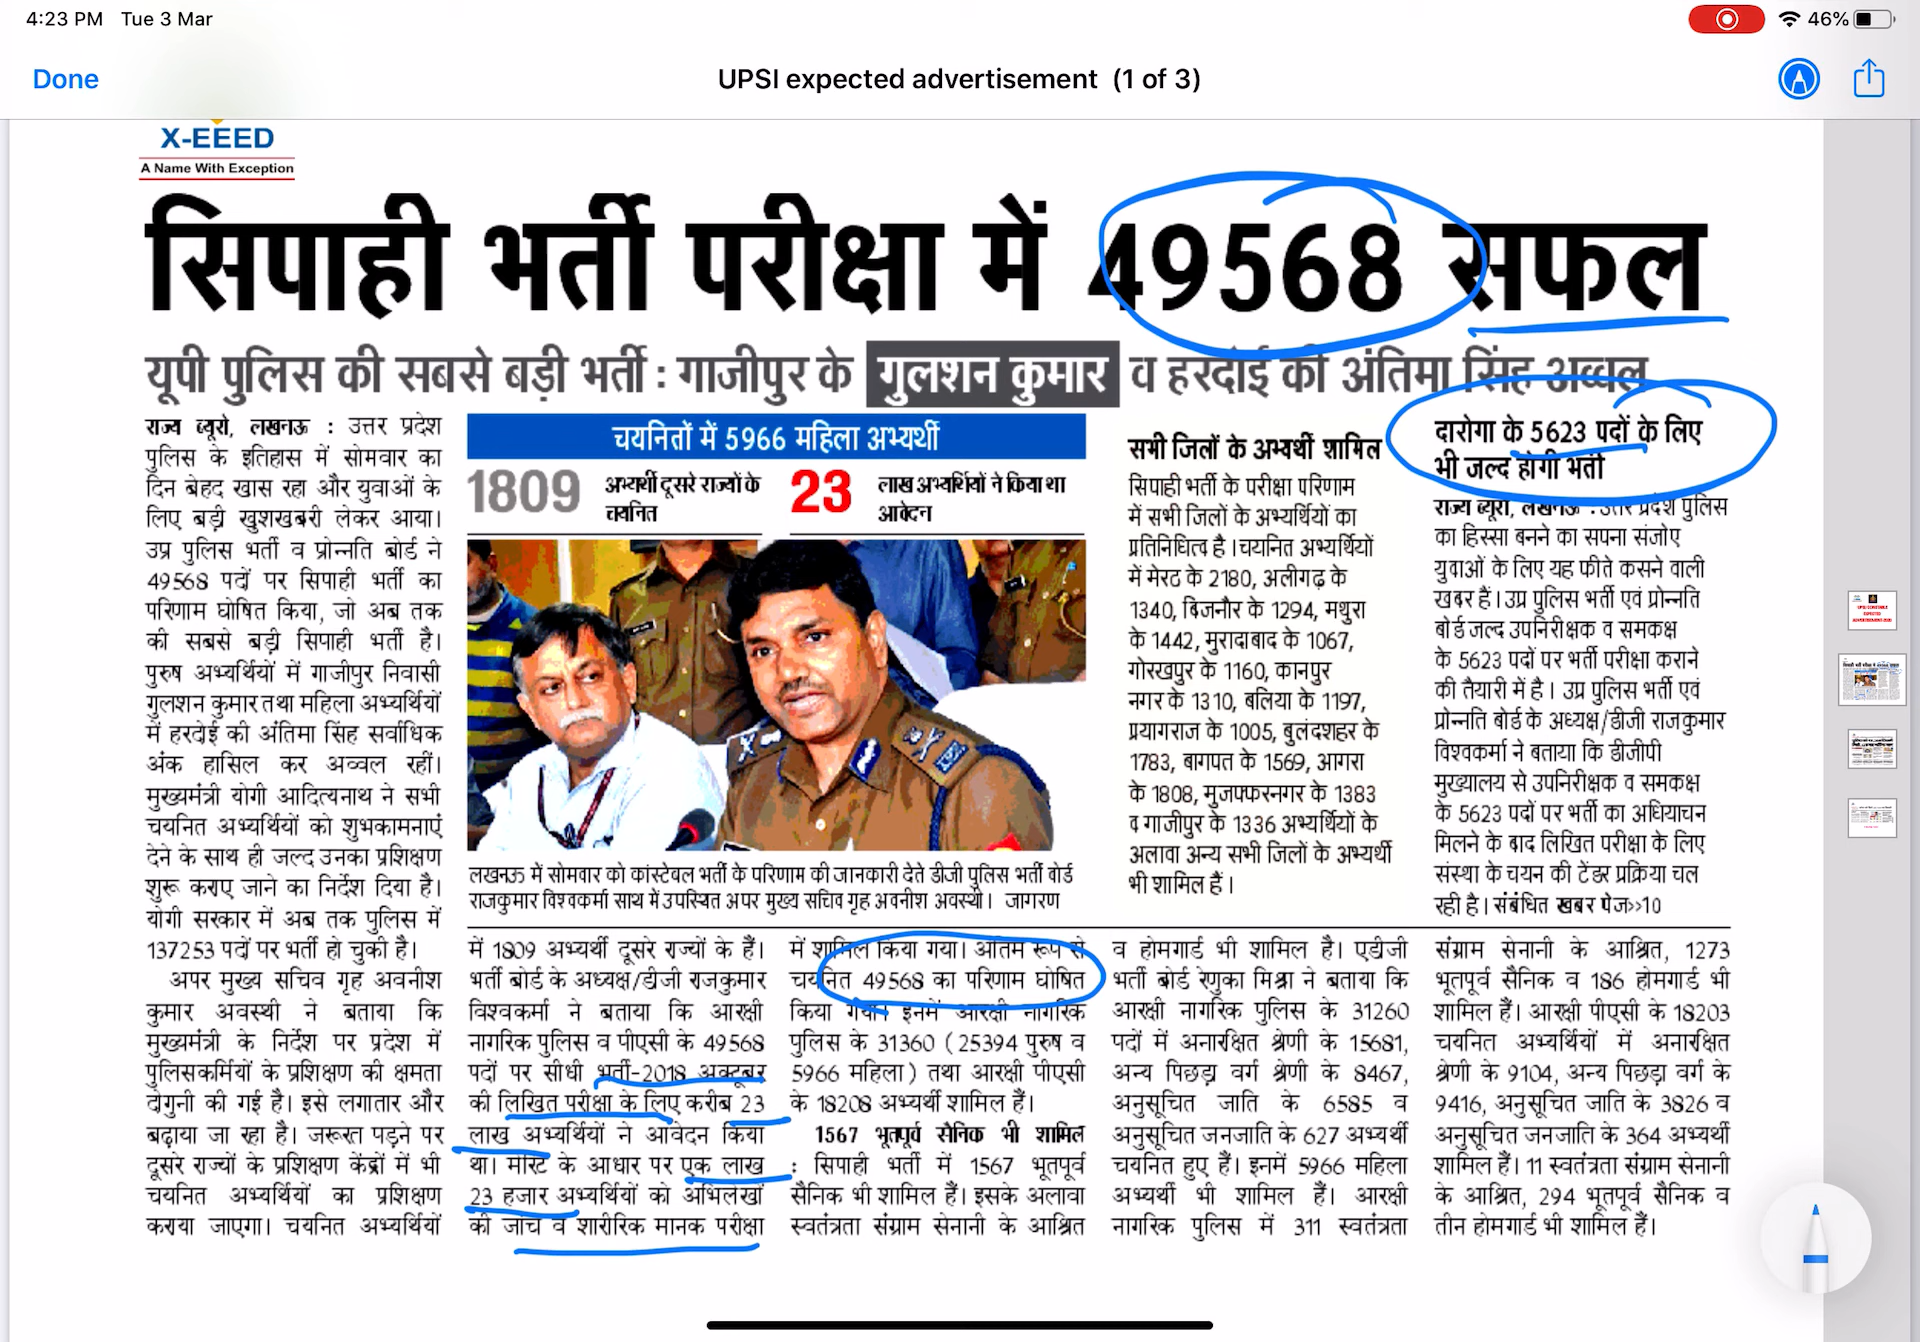 4:23 PM Tue 3 Mar
46%
Done
UPSI expected advertisement (1 of 3)
X-EEED
A Name With Exception
सिपाही भर्ती परीक्षा में 49568 सफल
यूपी पुलिस की सबसे बड़ी भर्ती : गाजीपुर के गुलशन कुमार व हरदोई की अंतिमा सिंह अव्वल
राज्य ब्यूरो, लखनऊ : उत्तर प्रदेश
पुलिस के इतिहास में सोमवार का
दिन बेहद खास रहा और युवाओं के
लिए बड़ी खुशखबरी लेकर आया।
उप्र पुलिस भर्ती व प्रोन्नति बोर्ड ने
49568 पदों पर सिपाही भर्ती का
परिणाम घोषित किया, जो अब तक
की सबसे बड़ी सिपाही भर्ती है।
पुरुष अभ्यर्थियों में गाजीपुर निवासी
गुलशन कुमार तथा महिला अभ्यर्थियों
में हरदेई की अंतिमा सिंह सर्वाधिक
अंक हासिल कर अव्वल रहीं।
मुख्यमंत्री योगी आदित्यनाथ ने सभी
चयनित अभ्यर्थियों को शुभकामनाएं
देने के साथ ही जल्द उनका प्रशिक्षण
शुरू कराए जाने का निर्देश दिया है।
योगी सरकार में अब तक पुलिस में
137253 पदों पर भर्ती हो चुकी है।
अपर मुख्य सचिव गृह अवनीश
कुमार अवस्थी ने बताया कि
मुख्यमंत्री के निर्देश पर प्रदेश में
पुलिसकर्मियों के प्रशिक्षण की क्षमता
दोगुनी की गई है। इसे लगातार और
बढ़ाया जा रहा है। जरूरत पड़ने पर
दूसरे राज्यों के प्रशिक्षण केंद्रों में भी
चयनित अभ्यर्थियों का प्रशिक्षण
कराया जाएगा। चयनित अभ्यर्थियों
चयनितों में 5966 महिला अभ्यर्थी
1809 अभ्यर्थी दूसरे राज्यों के
चयनित
23 लाख अभ्यर्थियों ने किया था
आवेदन
लखनऊ में सोमवार को कांस्टेबल भर्ती के परिणाम की जानकारी देते डीजी पुलिस भर्ती बोर्ड
राजकुमार विश्वकर्मा साथ में उपस्थित अपर मुख्य सचिव गृह अवनीश अवस्थी। जागरण
में 1809 अभ्यर्थी दूसरे राज्यों के हैं।
भर्ती बोर्ड के अध्यक्ष/डीजी राजकुमार
विश्वकर्मा ने बताया कि आरक्षी
नागरिक पुलिस व पीएसी के 49568
पदों पर सीधी भर्ती-2018 अक्टूबर
की लिखित परीक्षा के लिए करीब 23
लाख अभ्यर्थियों ने आवेदन किया
था। मेरिट के आधार पर एक लाख
23 हजार अभ्यर्थियों को अभिलेखों
की जांच व शारीरिक मानक परीक्षा
में शामिल किया गया। अंतिम रूप से
चयनित 49568 का परिणाम घोषित
किया गया। इनमें आरक्षी नागरिक
पुलिस के 31360 (25394 पुरुष व
5966 महिला) तथा आरक्षी पीएसी
के 18208 अभ्यर्थी शामिल हैं।
1567 भूतपूर्व सैनिक भी शामिल
: सिपाही भर्ती में 1567 भूतपूर्व
सैनिक भी शामिल हैं। इसके अलावा
स्वतंत्रता संग्राम सेनानी के आश्रित
सभी जिलों के अभ्यर्थी शामिल
सिपाही भर्ती के परीक्षा परिणाम
में सभी जिलों के अभ्यर्थियों का
प्रतिनिधित्व है। चयनित अभ्यर्थियों
में मेरठ के 2180, अलीगढ़ के
1340, बिजनौर के 1294, मथुरा
के 1442, मुरादाबाद के 1067,
गोरखपुर के 1160, कानपुर
नगर के 1310, बलिया के 1197,
प्रयागराज के 1005, बुलंदशहर के
1783, बागपत के 1569, आगरा
के 1808, मुजफ्फरनगर के 1383
व गाजीपुर के 1336 अभ्यर्थियों के
अलावा अन्य सभी जिलों के अभ्यर्थी
भी शामिल हैं।
व होमगार्ड भी शामिल है। एडीजी
भर्ती बोर्ड रेणुका मिश्रा ने बताया कि
आरक्षी नागरिक पुलिस के 31260
पदों में अनारक्षित श्रेणी के 15681,
अन्य पिछड़ा वर्ग श्रेणी के 8467,
अनुसूचित जाति के 6585 व
अनुसूचित जनजाति के 627 अभ्यर्थी
चयनित हुए हैं। इनमें 5966 महिला
अभ्यर्थी भी शामिल हैं। आरक्षी
नागरिक पुलिस में 311 स्वतंत्रता
दारोगा के 5623 पदों के लिए
भी जल्द होगी भर्ती
राज्य ब्यूरो, लखनऊ : उत्तर प्रदेश पुलिस
का हिस्सा बनने का सपना संजोए
युवाओं के लिए यह फीते कसने वाली
खबर हैं। उप्र पुलिस भर्ती एवं प्रोन्नति
बोर्ड जल्द उपनिरीक्षक व समकक्ष
के 5623 पदों पर भर्ती परीक्षा कराने
की तैयारी में है। उप्र पुलिस भर्ती एवं
प्रोन्नति बोर्ड के अध्यक्ष/डीजी राजकुमार
विश्वकर्मा ने बताया कि डीजीपी
मुख्यालय से उपनिरीक्षक व समकक्ष
के 5623 पदों पर भर्ती का अधियाचन
मिलने के बाद लिखित परीक्षा के लिए
संस्था के चयन की टेंडर प्रक्रिया चल
रही है। संबंधित खबर पेज>>10
संग्राम सेनानी के आश्रित, 1273
भूतपूर्व सैनिक व 186 होमगार्ड भी
शामिल हैं। आरक्षी पीएसी के 18203
चयनित अभ्यर्थियों में अनारक्षित
श्रेणी के 9104, अन्य पिछड़ा वर्ग के
9416, अनुसूचित जाति के 3826 व
अनुसूचित जनजाति के 364 अभ्यर्थी
शामिल हैं। 11 स्वतंत्रता संग्राम सेनानी
के आश्रित, 294 भूतपूर्व सैनिक व
तीन होमगार्ड भी शामिल हैं।